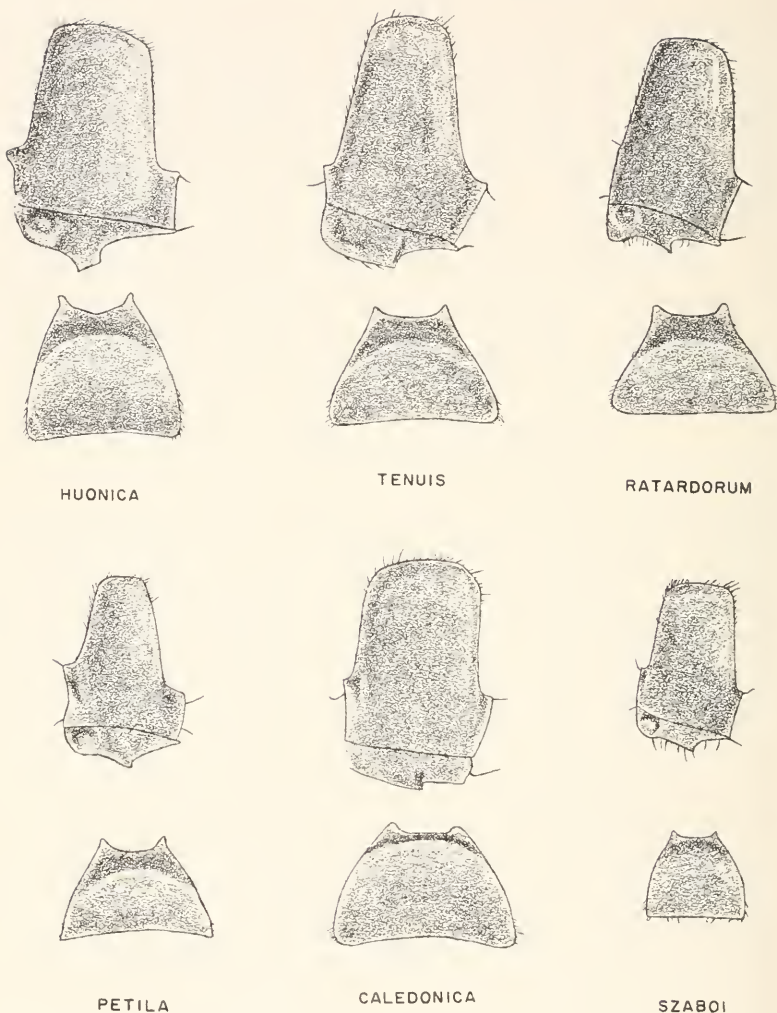 HUONICA
TENUIS
RATARDORUM
PETILA
CALEDONICA
SZABOI